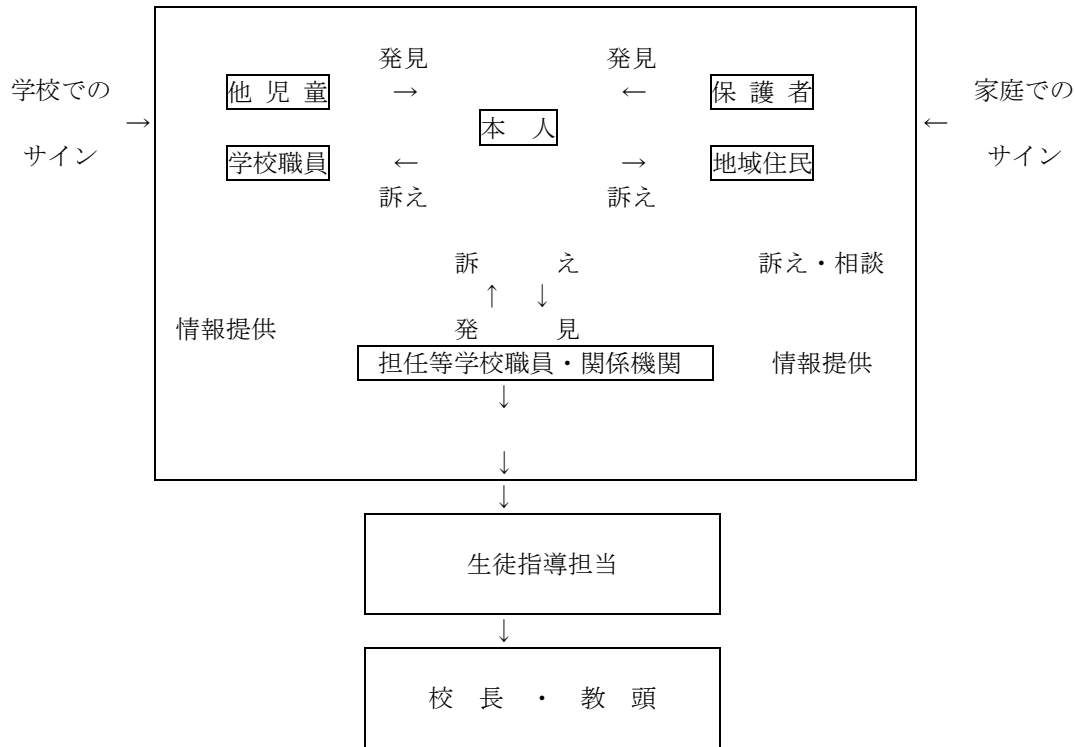 発見　発見
学校での　他 児 童　→　←　保 護 者　家庭での
→　本　人　←
サイン　学校職員　←　→　地域住民　サイン
訴え　訴え
訴　え　訴え・相談
↑　↓
情報提供　発　見
担任等学校職員・関係機関　情報提供
↓
↓
↓
生徒指導担当
↓
校　長　・　教　頭